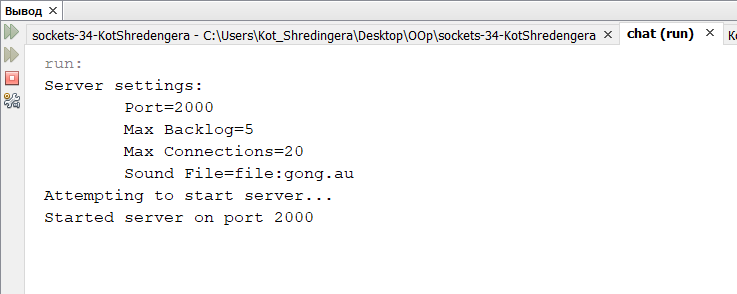 Вывод
sockets-34-KotShredengera - C:\Users\Kot_Shredingera\Desktop\OOp\sockets-34-KotShredengera
chat (run)
run:
Server settings:
Port=2000
Max Backlog=5
Max Connections=20
Sound File=file:gong.au
Attempting to start server...
Started server on port 2000